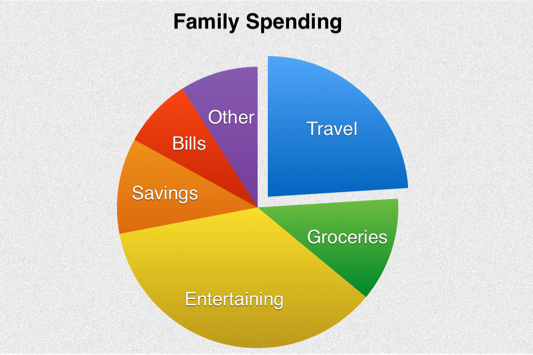 Family Spending
Other
Travel
Bills
Savings
Groceries
Entertaining